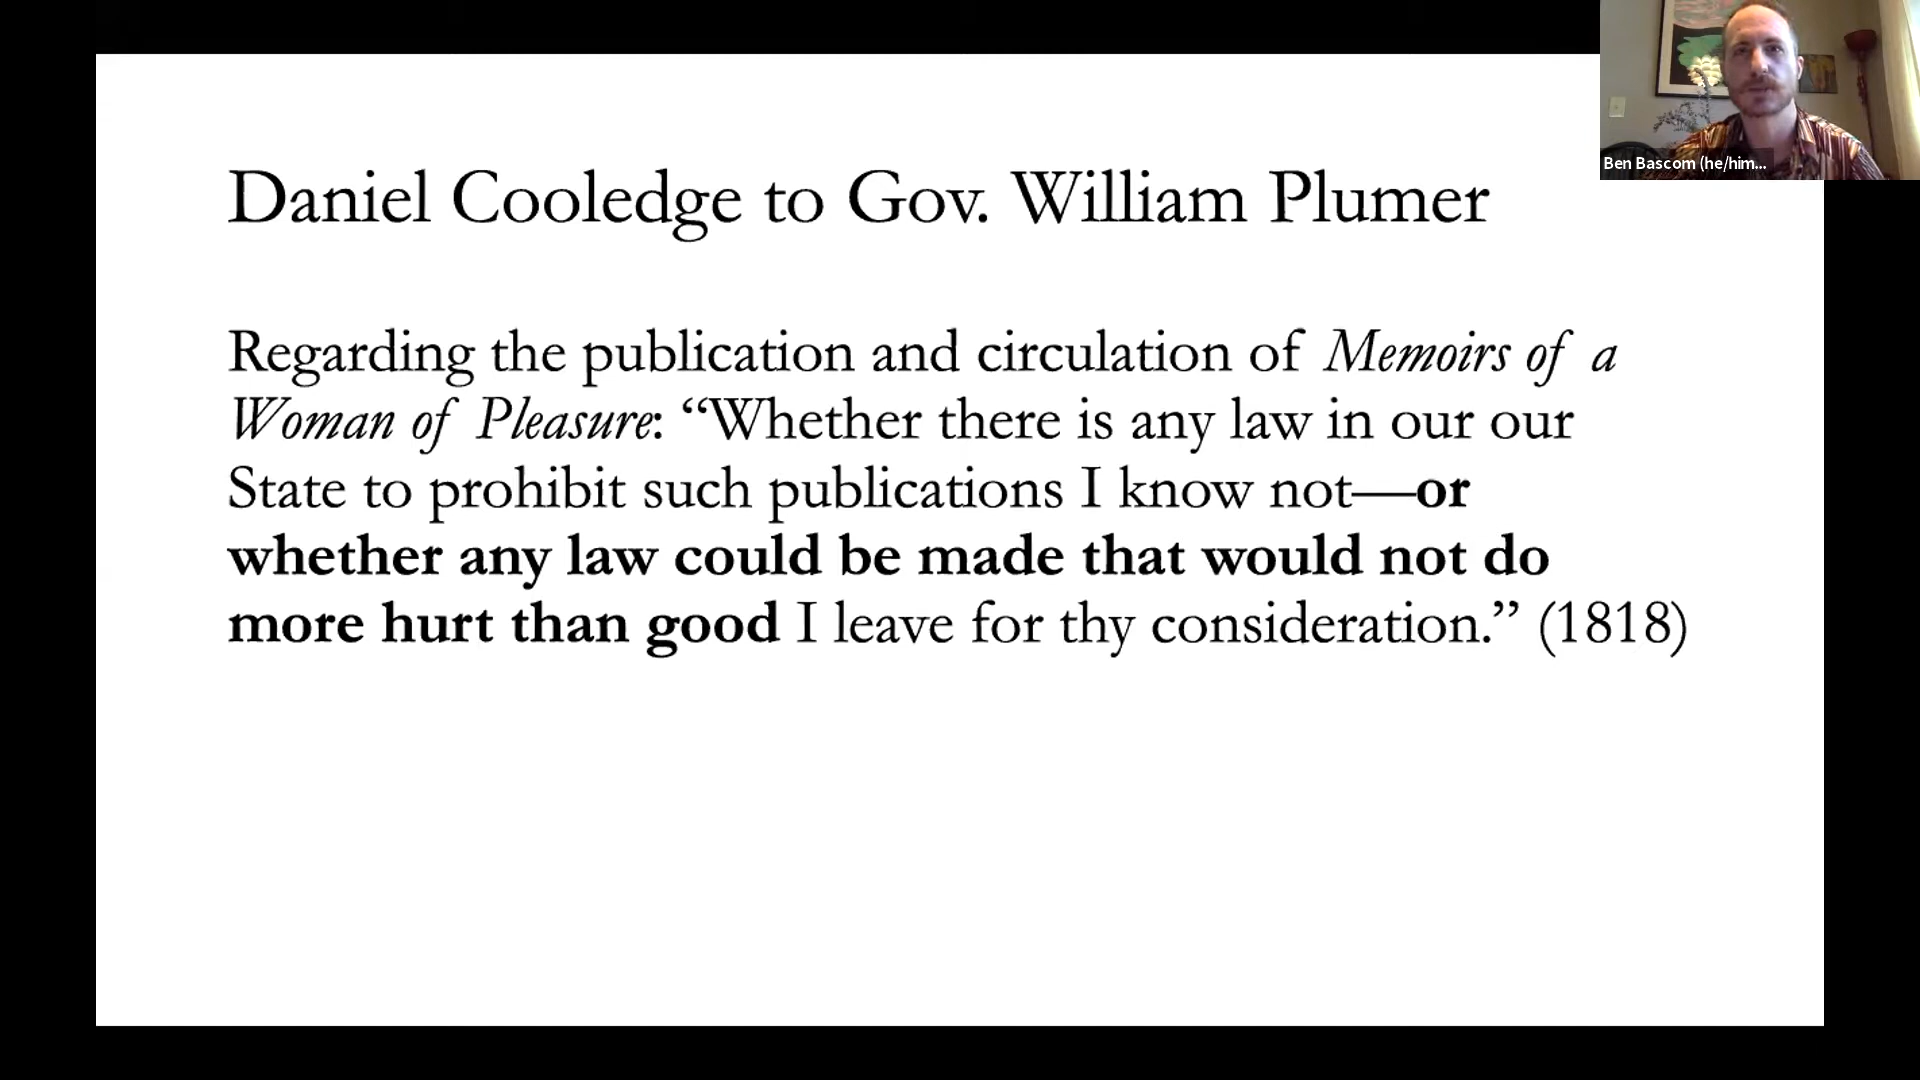 Ben Bascom (he/him...
Daniel Cooledge to Gov. William Plumer
Regarding the publication and circulation of Memoirs of a
Woman of Pleasure: “Whether there is any law in our our
State to prohibit such publications I know not—or
whether any law could be made that would not do
more hurt than good I leave for thy consideration.” (1818)